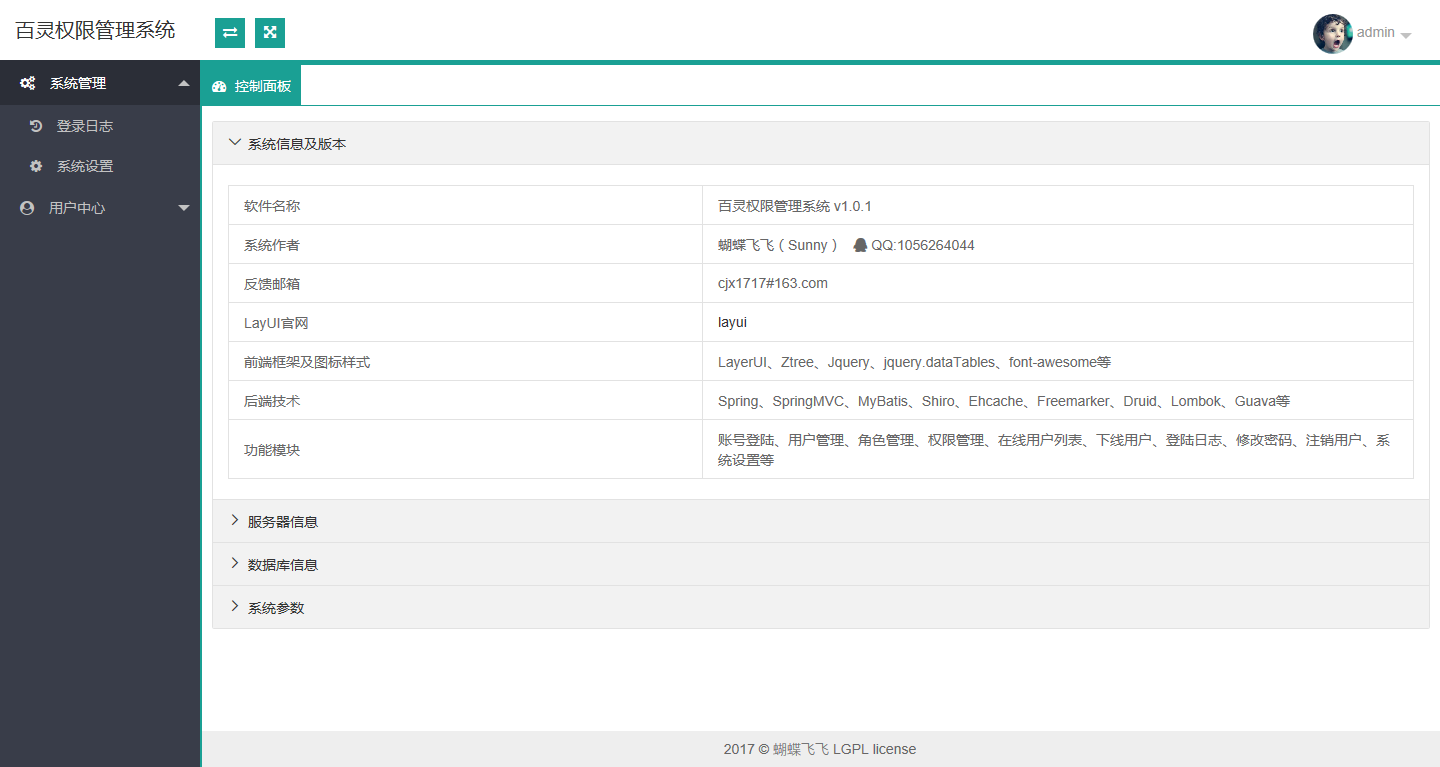 百灵权限管理系统
admin
系统管理
登录日志
系统设置
用户中心
控制面板
系统信息及版本
软件名称
百灵权限管理系统 v1.0.1
系统作者
蝴蝶飞飞（Sunny） QQ:1056264044
反馈邮箱
cjx1717#163.com
LayUI官网
layui
前端框架及图标样式
LayerUI、Ztree、Jquery、jquery.dataTables、font-awesome等
后端技术
Spring、SpringMVC、MyBatis、Shiro、Ehcache、Freemarker、Druid、Lombok、Guava等
功能模块
账号登陆、用户管理、角色管理、权限管理、在线用户列表、下线用户、登陆日志、修改密码、注销用户、系
统设置等
服务器信息
数据库信息
系统参数
2017 © 蝴蝶飞飞 LGPL license